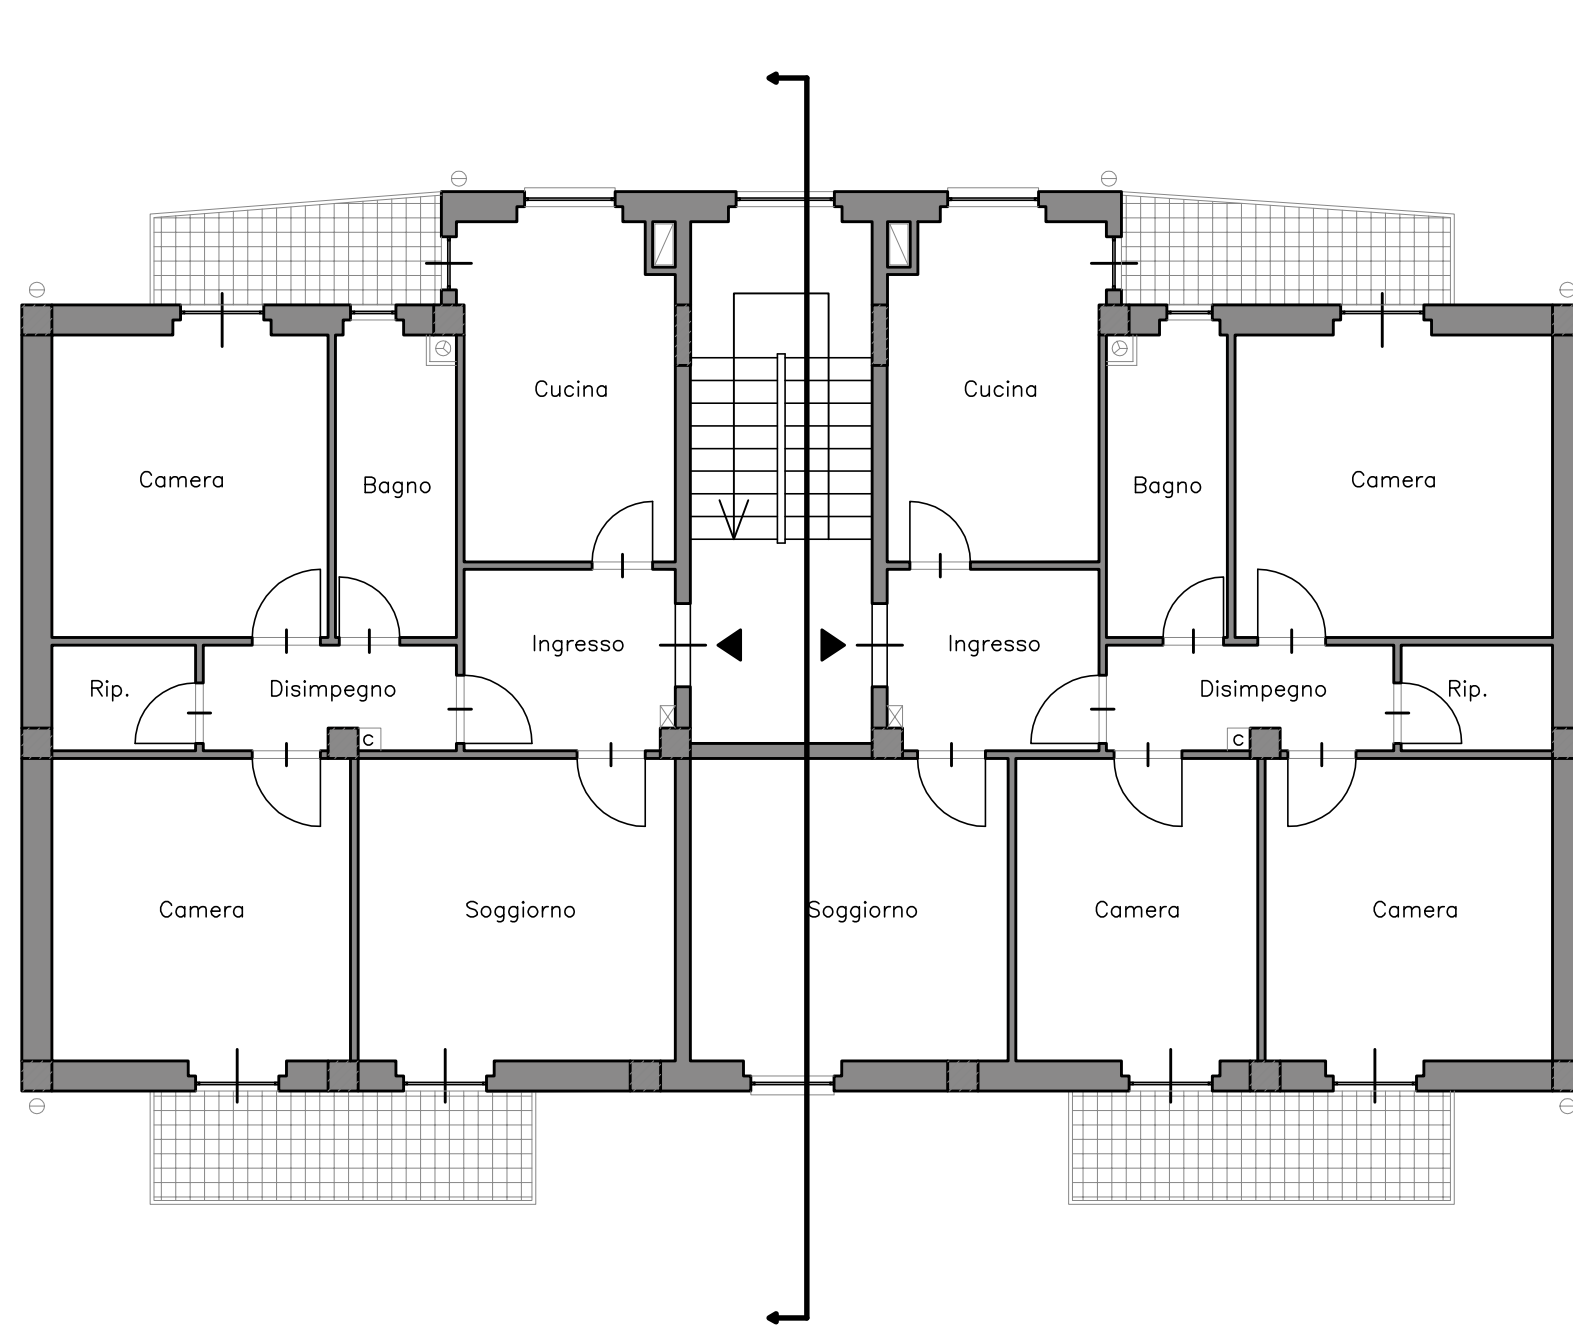 Cucina
Cucina
Camera
Bagno
Bagno
Camera
Ingresso
Ingresso
Rip.
Disimpegno
Disimpegno
Rip.
c
c
Camera
Soggiorno
Soggiorno
Camera
Camera